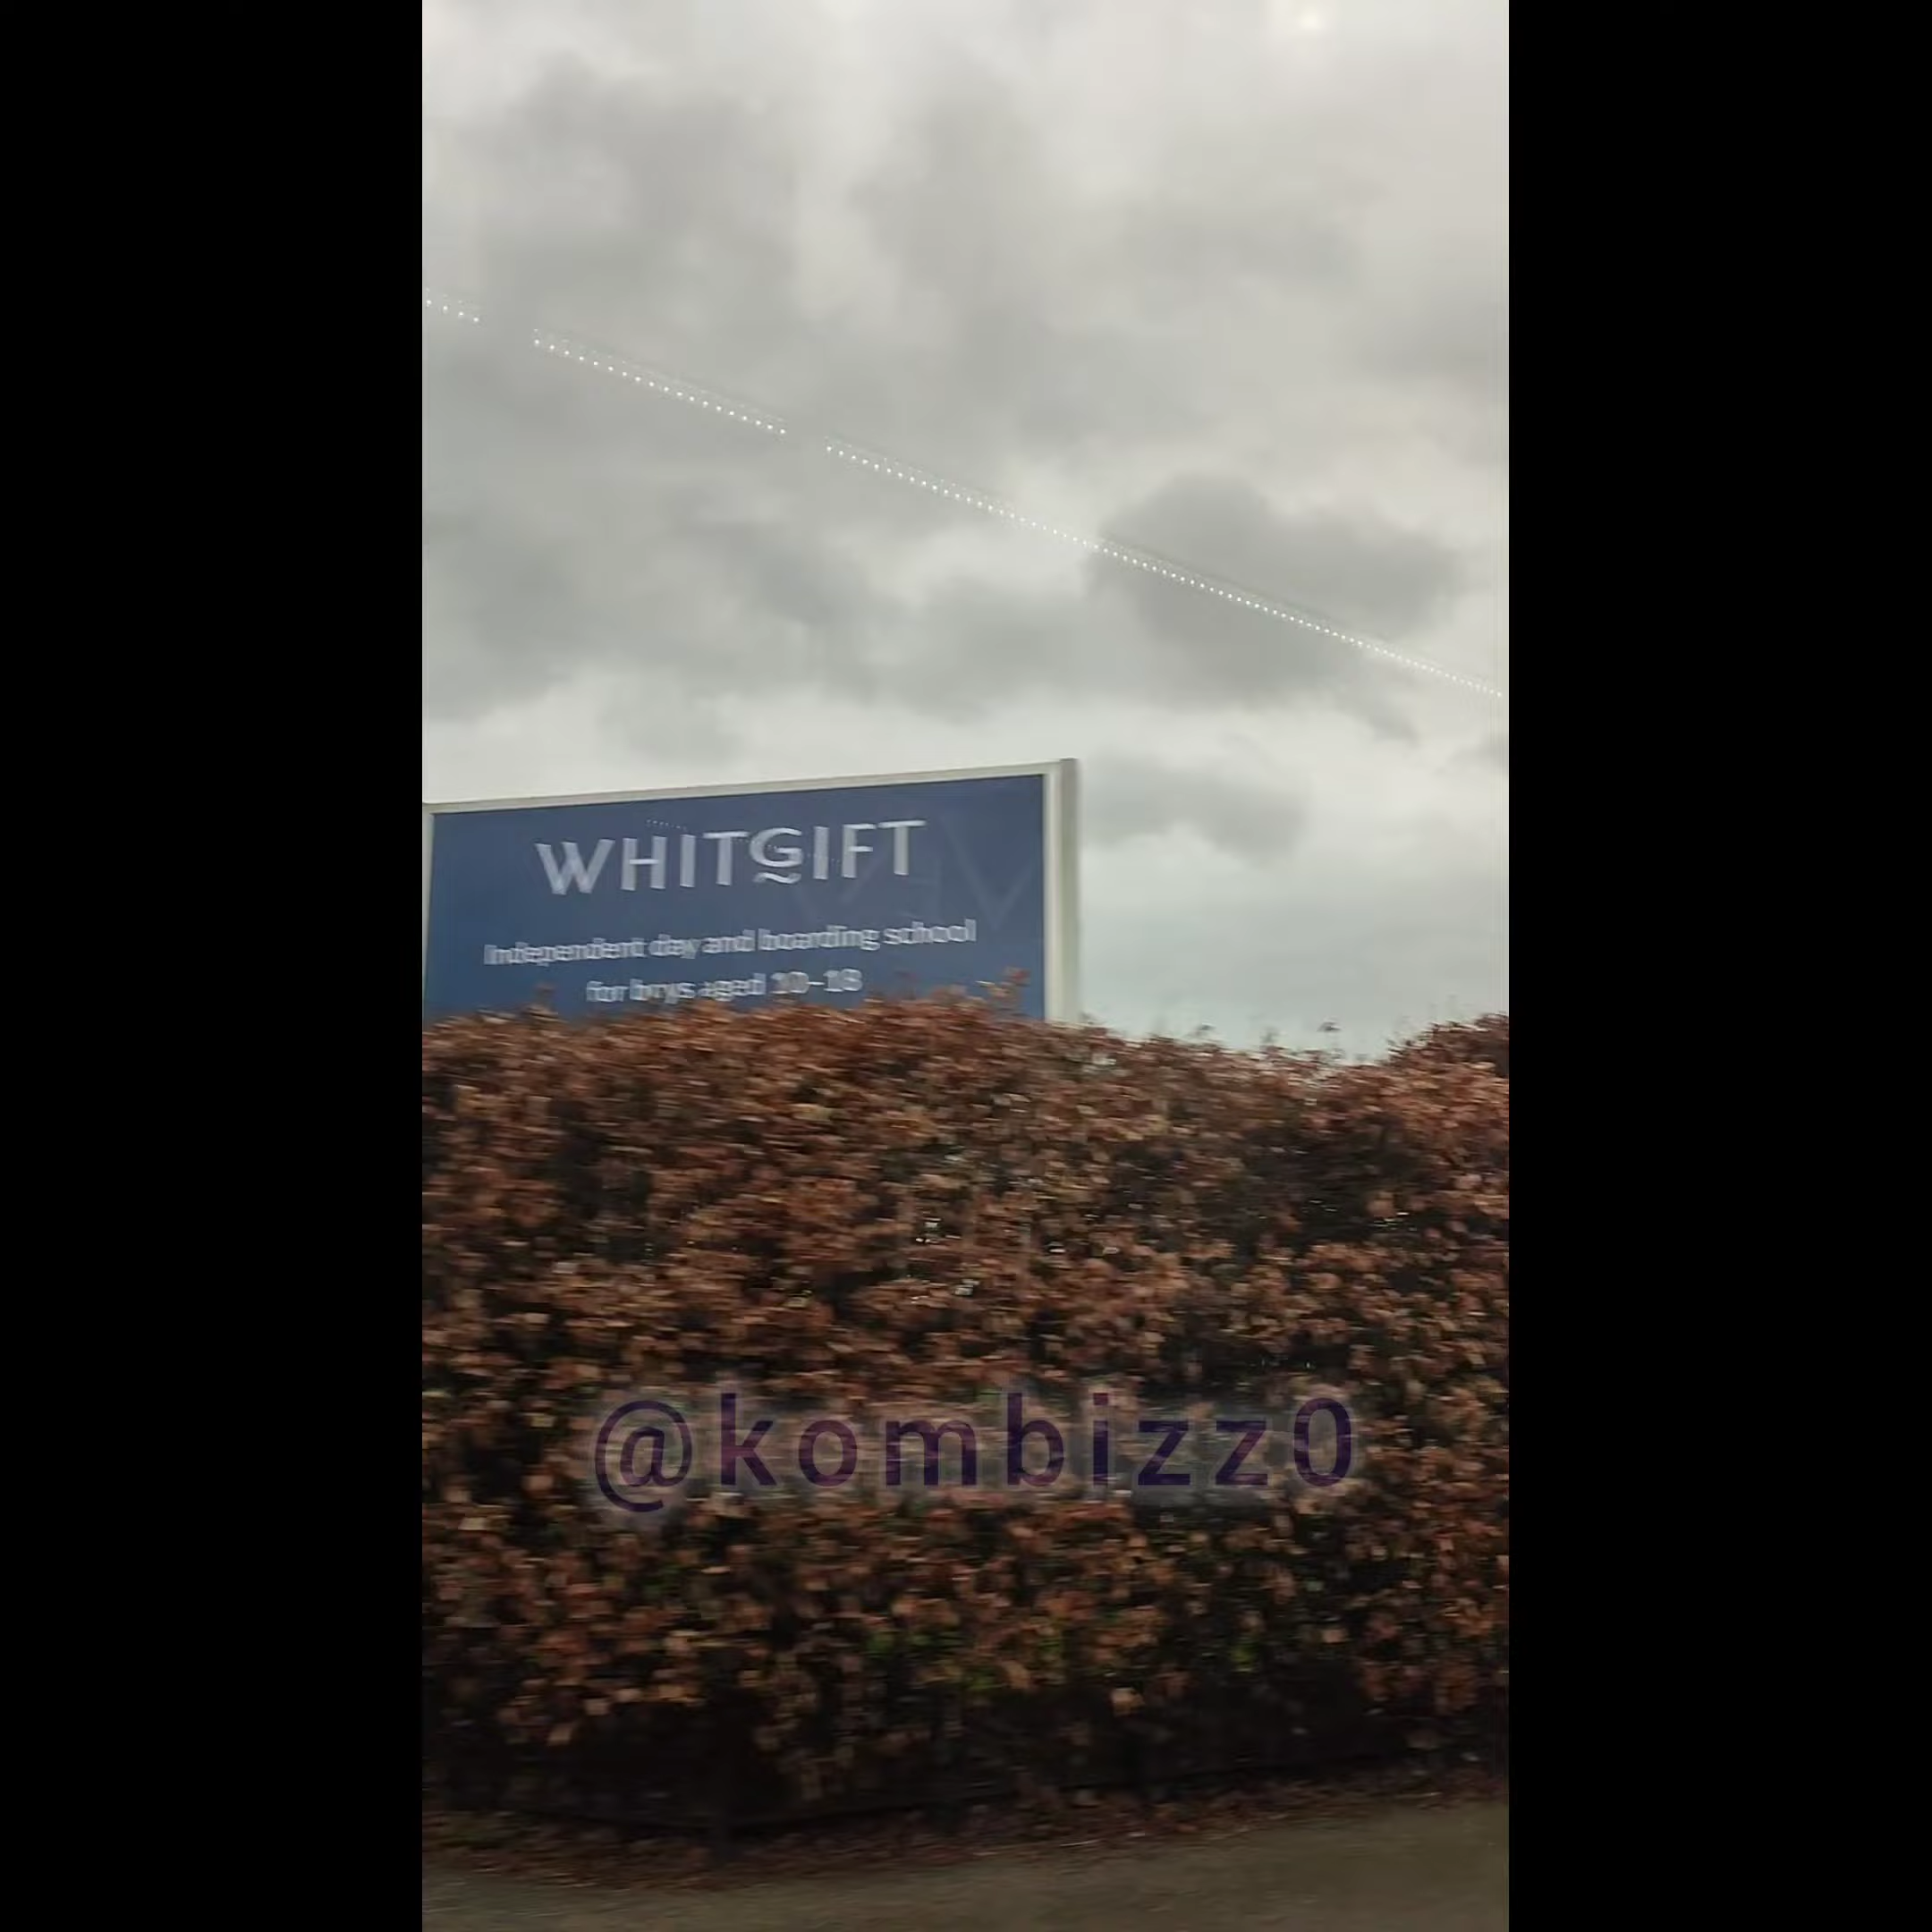 WHITGIFT
Independent day and boarding school
for boys aged 10–18
@kombizz0